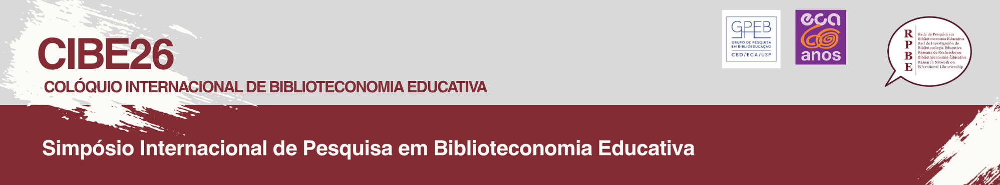 CIBE26
COLÓQUIO INTERNACIONAL DE BIBLIOTECONOMIA EDUCATIVA
Simpósio Internacional de Pesquisa em Biblioteconomia Educativa
GPEB
GRUPO DE PESQUISA
EM BIBLIOEDUCAÇÃO
CBD/ECA/USP
eca
60
anos
RPBE
Rede de Pesquisa em
Biblioteconomia Educativa
Red de Investigación de
Bibliotecología Educativa
Réseaux de Recherche en
Bibliothéconomie Éducative
Research Network on
Educational Librarianship